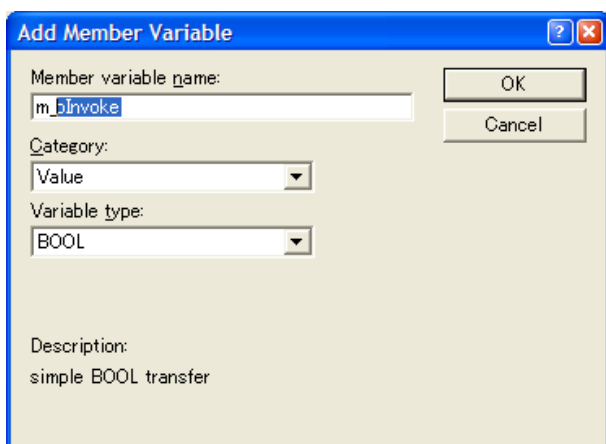 Add Member Variable
Member variable name:
OK
m_bInvoke
Cancel
Category:
Value
Variable type:
BOOL
Description:
simple BOOL transfer